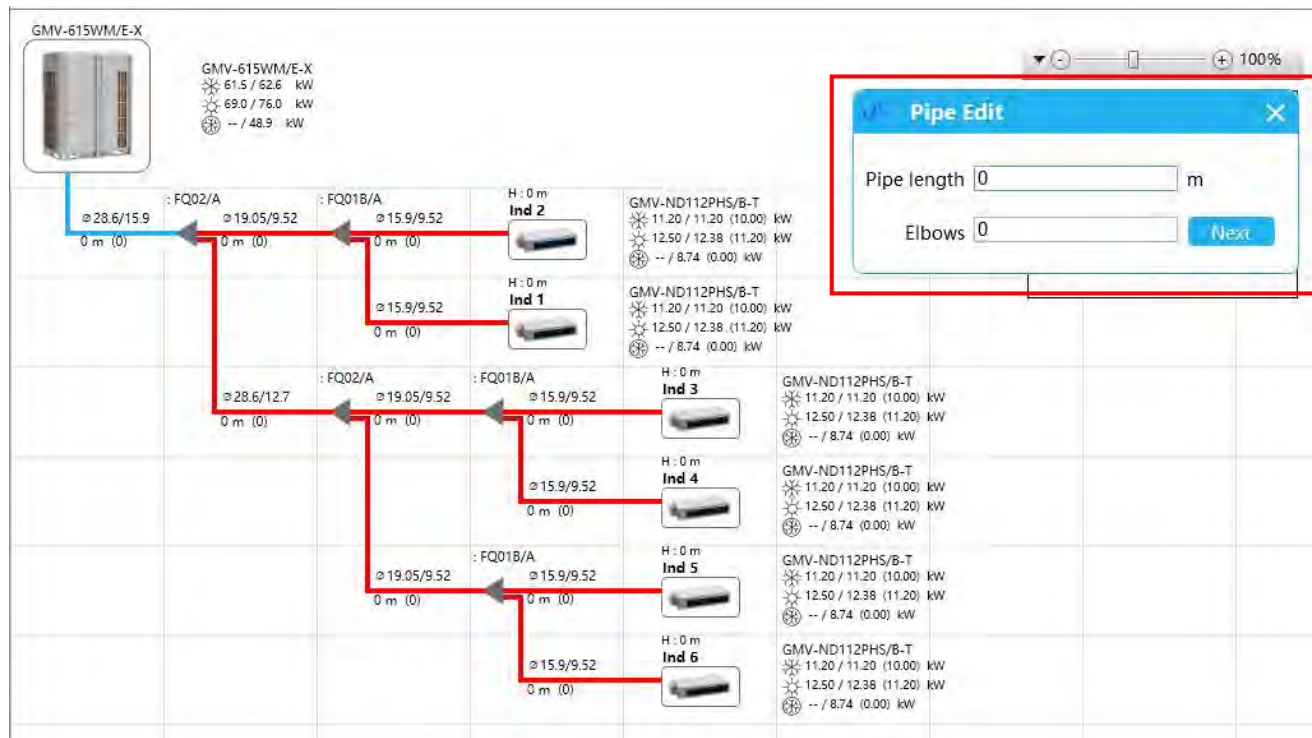 GMV-615WM/E-X
GMV-615WM/E-X
61.5 / 62.6 kW
69.0 / 76.0 kW
-- / 48.9 kW
100%
Pipe Edit
Pipe length 0 m
Elbows 0 Next
: FQ02/A
: FQ01B/A
H : 0 m
Ind 2
GMV-ND112PHS/B-T
11.20 / 11.20 (10.00) kW
12.50 / 12.38 (11.20) kW
-- / 8.74 (0.00) kW
⌀28.6/15.9
0 m (0)
⌀19.05/9.52
0 m (0)
⌀15.9/9.52
0 m (0)
H : 0 m
Ind 1
GMV-ND112PHS/B-T
11.20 / 11.20 (10.00) kW
12.50 / 12.38 (11.20) kW
-- / 8.74 (0.00) kW
⌀15.9/9.52
0 m (0)
: FQ02/A
: FQ01B/A
H : 0 m
Ind 3
GMV-ND112PHS/B-T
11.20 / 11.20 (10.00) kW
12.50 / 12.38 (11.20) kW
-- / 8.74 (0.00) kW
⌀28.6/12.7
0 m (0)
⌀19.05/9.52
0 m (0)
⌀15.9/9.52
0 m (0)
H : 0 m
Ind 4
GMV-ND112PHS/B-T
11.20 / 11.20 (10.00) kW
12.50 / 12.38 (11.20) kW
-- / 8.74 (0.00) kW
⌀15.9/9.52
0 m (0)
: FQ01B/A
H : 0 m
Ind 5
GMV-ND112PHS/B-T
11.20 / 11.20 (10.00) kW
12.50 / 12.38 (11.20) kW
-- / 8.74 (0.00) kW
⌀19.05/9.52
0 m (0)
⌀15.9/9.52
0 m (0)
H : 0 m
Ind 6
GMV-ND112PHS/B-T
11.20 / 11.20 (10.00) kW
12.50 / 12.38 (11.20) kW
-- / 8.74 (0.00) kW
⌀15.9/9.52
0 m (0)